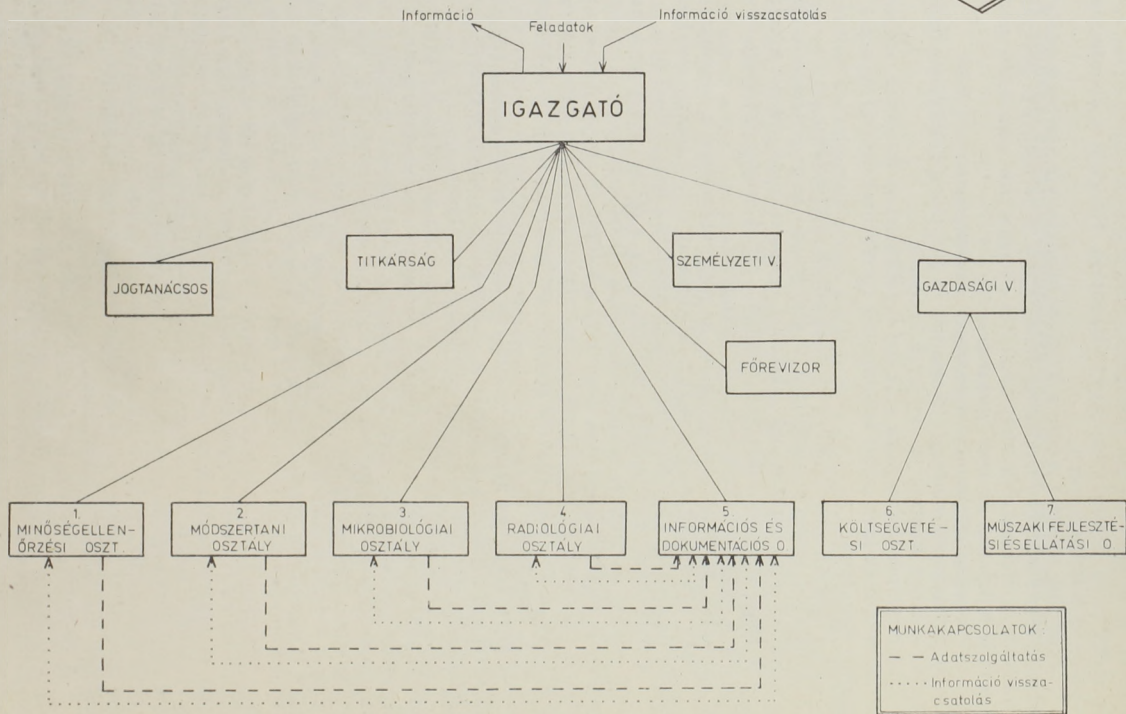 Információ
Feladatok
Információ visszacsatolás
IGAZGATÓ
JOGTANÁCSOS
TITKÁRSÁG
SZEMÉLYZETI V.
GAZDASÁGI V.
FŐREVIZOR
1.
MINŐSÉGELLEN-
ŐRZÉSI OSZT.
2.
MÓDSZERTANI
OSZTÁLY
3.
MIKROBIOLÓGIAI
OSZTÁLY
4.
RADIOLÓGIAI
OSZTÁLY
5.
INFORMÁCIÓS ÉS
DOKUMENTÁCIÓS O
6.
KÖLTSÉGVETÉ-
SI OSZT
7.
MŰSZAKI FEJLESZTÉ-
SI ÉS ELLÁTÁSI O
MUNKAKAPCSOLATOK:
Adatszolgáltatás
Információ vissza-
csatolás